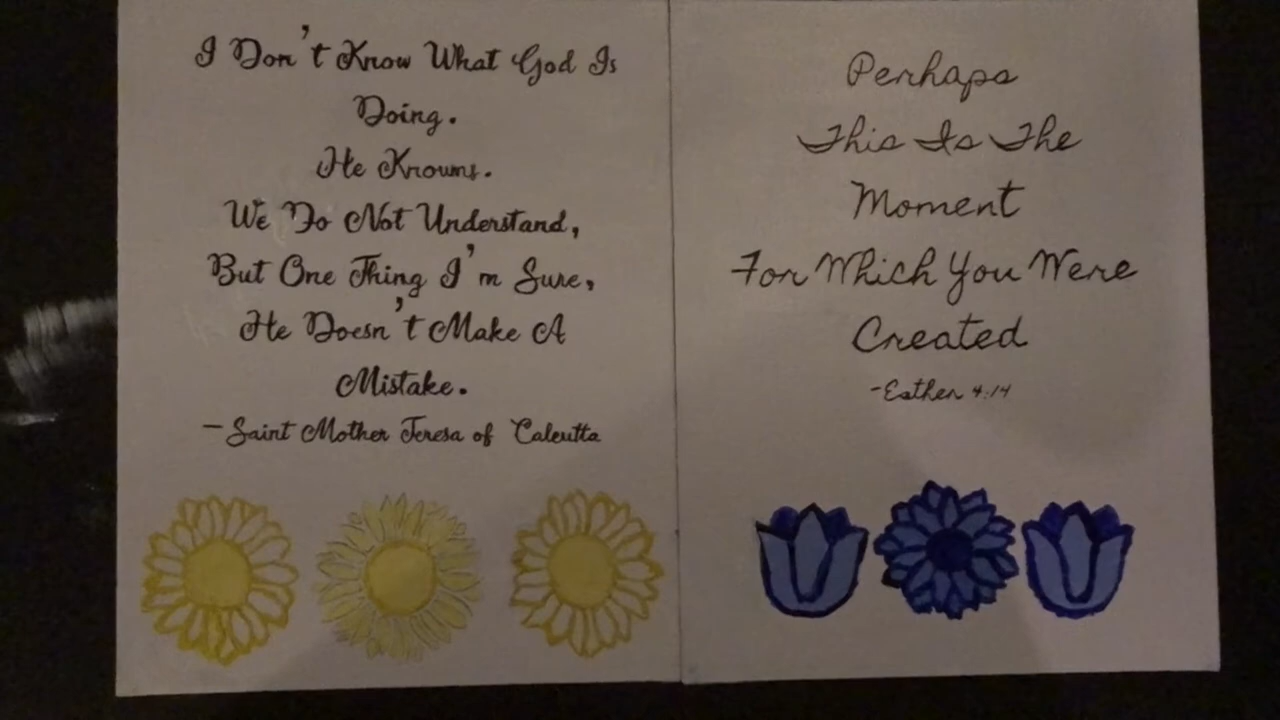 I Don't Know What God Is
Doing.
He Knows.
We Do Not Understand,
But One Thing I'm Sure,
He Doesn't Make A
Mistake.
-Saint Mother Teresa of Calcutta
Perhaps
This Is The
Moment
For Which You Were
Created
-Esther 4:14